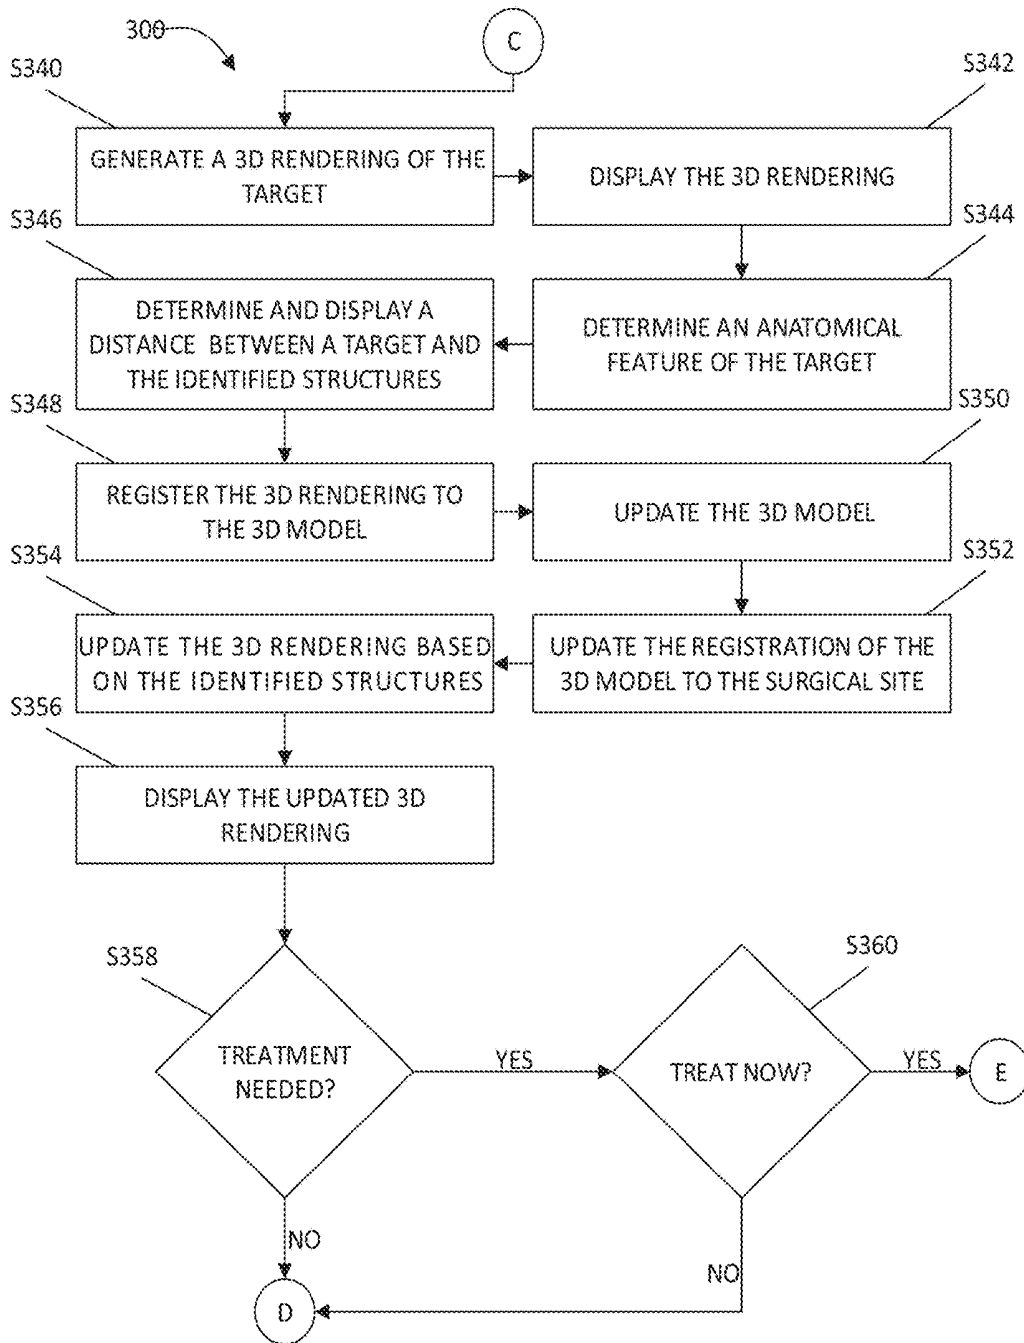 300
C
S340
GENERATE A 3D RENDERING OF THE
TARGET
S342
DISPLAY THE 3D RENDERING
S344
DETERMINE AN ANATOMICAL
FEATURE OF THE TARGET
S346
DETERMINE AND DISPLAY A
DISTANCE BETWEEN A TARGET AND
THE IDENTIFIED STRUCTURES
S348
REGISTER THE 3D RENDERING TO
THE 3D MODEL
S350
UPDATE THE 3D MODEL
S352
UPDATE THE REGISTRATION OF THE
3D MODEL TO THE SURGICAL SITE
S354
UPDATE THE 3D RENDERING BASED
ON THE IDENTIFIED STRUCTURES
S356
DISPLAY THE UPDATED 3D
RENDERING
S358
TREATMENT
NEEDED?
YES
S360
TREAT NOW?
YES
E
NO
NO
D